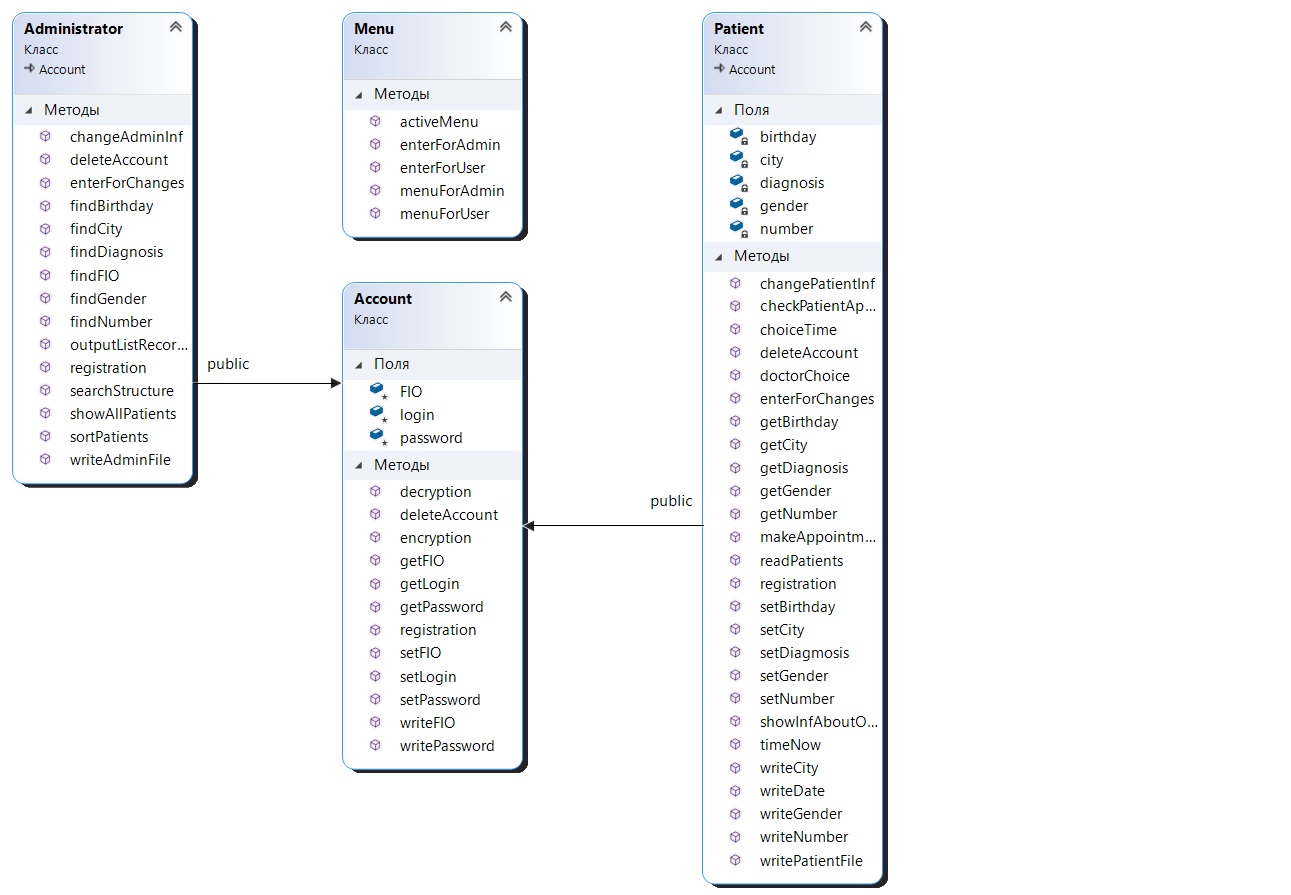 Administrator
Класс
Account
Методы
changeAdminInf
deleteAccount
enterForChanges
findBirthday
findCity
findDiagnosis
findFIO
findGender
findNumber
outputListRecor...
registration
searchStructure
showAllPatients
sortPatients
writeAdminFile
public
Menu
Класс
Методы
activeMenu
enterForAdmin
enterForUser
menuForAdmin
menuForUser
Account
Класс
Поля
FIO
login
password
Методы
decryption
deleteAccount
encryption
getFIO
getLogin
getPassword
registration
setFIO
setLogin
setPassword
writeFIO
writePassword
public
Patient
Класс
Account
Поля
birthday
city
diagnosis
gender
number
Методы
changePatientInf
checkPatientAp...
choiceTime
deleteAccount
doctorChoice
enterForChanges
getBirthday
getCity
getDiagnosis
getGender
getNumber
makeAppointm...
readPatients
registration
setBirthday
setCity
setDiagmosis
setGender
setNumber
showInfAboutO...
timeNow
writeCity
writeDate
writeGender
writeNumber
writePatientFile